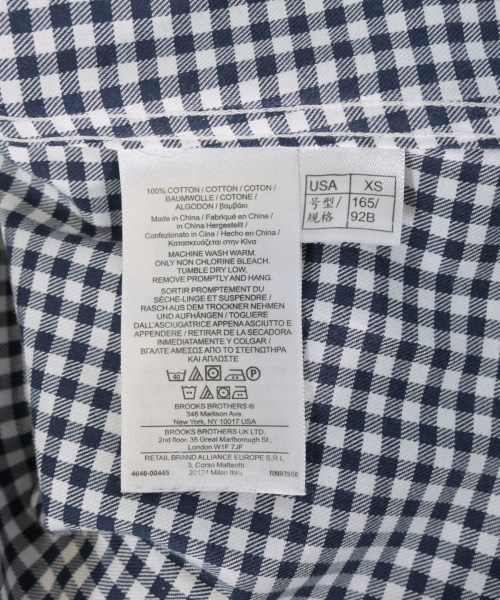 100% COTTON / COTTON / COTON /
BAUMWOLLE / COTONE /
ALGODON / βαμβάκι
Made in China / Fabriqué en Chine /
in China Hergestellt /
Confezionato in Cina / Hecho en China /
Κατασκευάζεται στην Κίνα
MACHINE WASH WARM,
ONLY NON CHLORINE BLEACH.
TUMBLE DRY LOW,
REMOVE PROMPTLY AND HANG.
SORTIR PROMPTEMENT DU
SÈCHE-LINGE ET SUSPENDRE /
RASCH AUS DEM TROCKNER NEHMEN
UND AUFHÄNGEN / TOGLIERE
DALL'ASCIUGATRICE APPENA ASCIUTTO E
APPENDERE / RETIRAR DE LA SECADORA
INMEDIATAMENTE Y COLGAR /
ΒΓΑΛΤΕ ΑΜΕΣΩΣ ΑΠΟ ΤΟ ΣΤΕΓΝΩΤΗΡΑ
ΚΑΙ ΑΠΛΩΣΤΕ
40 P
BROOKS BROTHERS ®
346 Madison Ave.
New York, NY 10017 USA
BROOKS BROTHERS UK LTD.
2nd floor, 35 Great Marlborough St.,
London W1F 7JF
RETAIL BRAND ALLIANCE EUROPE S.R.L.
3, Corso Matteotti
4040-00445 20121 Milan Italy RN93956
USA XS
号型/ 165/
规格 92B